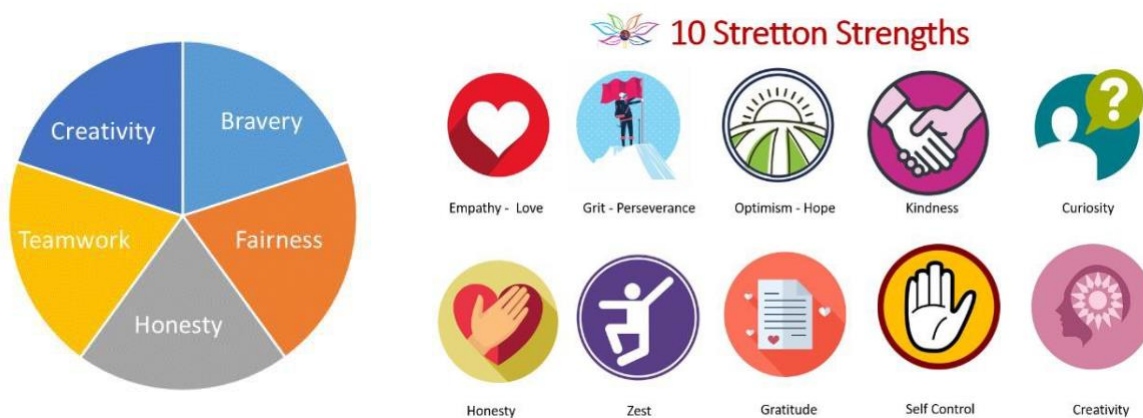 Creativity
Bravery
Teamwork
Fairness
Honesty
10 Stretton Strengths
?
Empathy - Love
Grit - Perseverance
Optimism - Hope
Kindness
Curiosity
Honesty
Zest
Gratitude
Self Control
Creativity